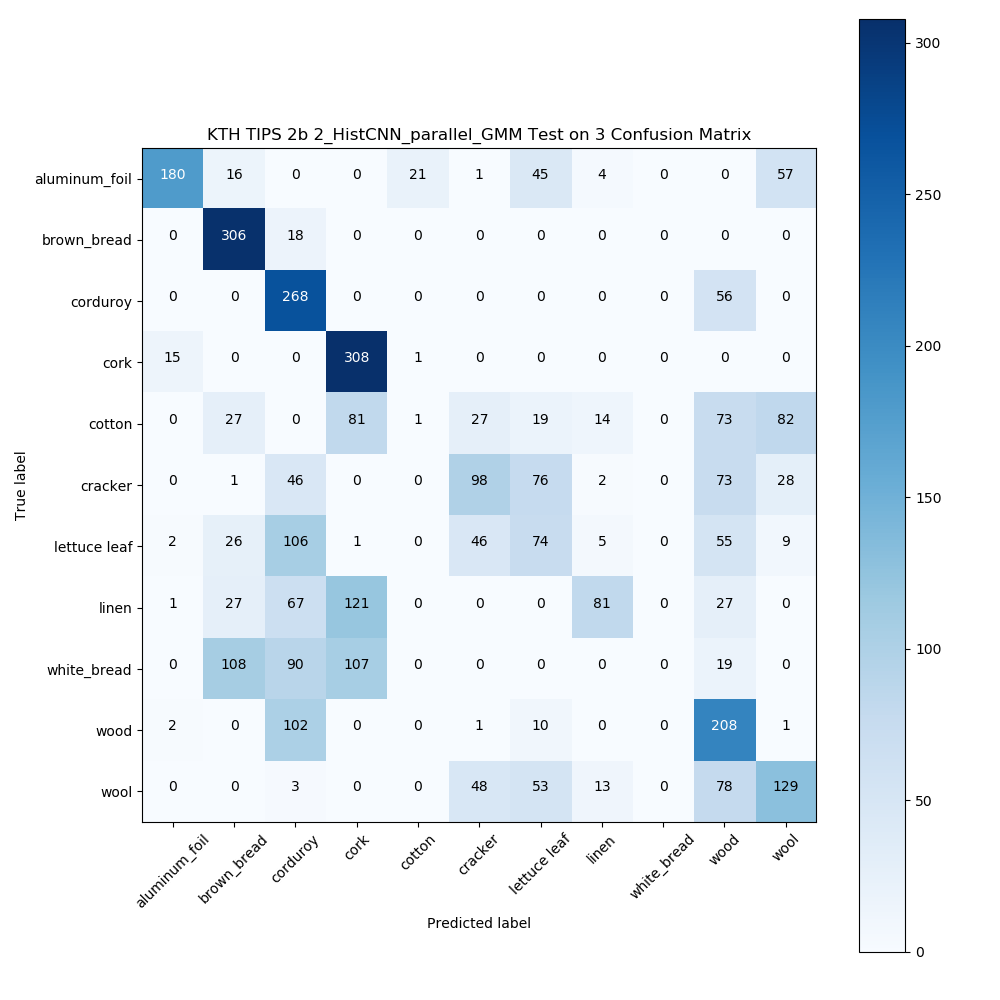 KTH TIPS 2b 2_HistCNN_parallel_GMM Test on 3 Confusion Matrix
aluminum_foil 180 16 0 0 21 1 45 4 0 0 57
brown_bread 0 306 18 0 0 0 0 0 0 0 0
corduroy 0 0 268 0 0 0 0 0 0 56 0
cork 15 0 0 308 1 0 0 0 0 0 0
cotton 0 27 0 81 1 27 19 14 0 73 82
cracker 0 1 46 0 0 98 76 2 0 73 28
lettuce leaf 2 26 106 1 0 46 74 5 0 55 9
linen 1 27 67 121 0 0 0 81 0 27 0
white_bread 0 108 90 107 0 0 0 0 0 19 0
wood 2 0 102 0 0 1 10 0 0 208 1
wool 0 0 3 0 0 48 53 13 0 78 129
aluminum_foil brown_bread corduroy cork cotton cracker lettuce leaf linen white_bread wood wool
Predicted label
True label
300
250
200
150
100
50
0